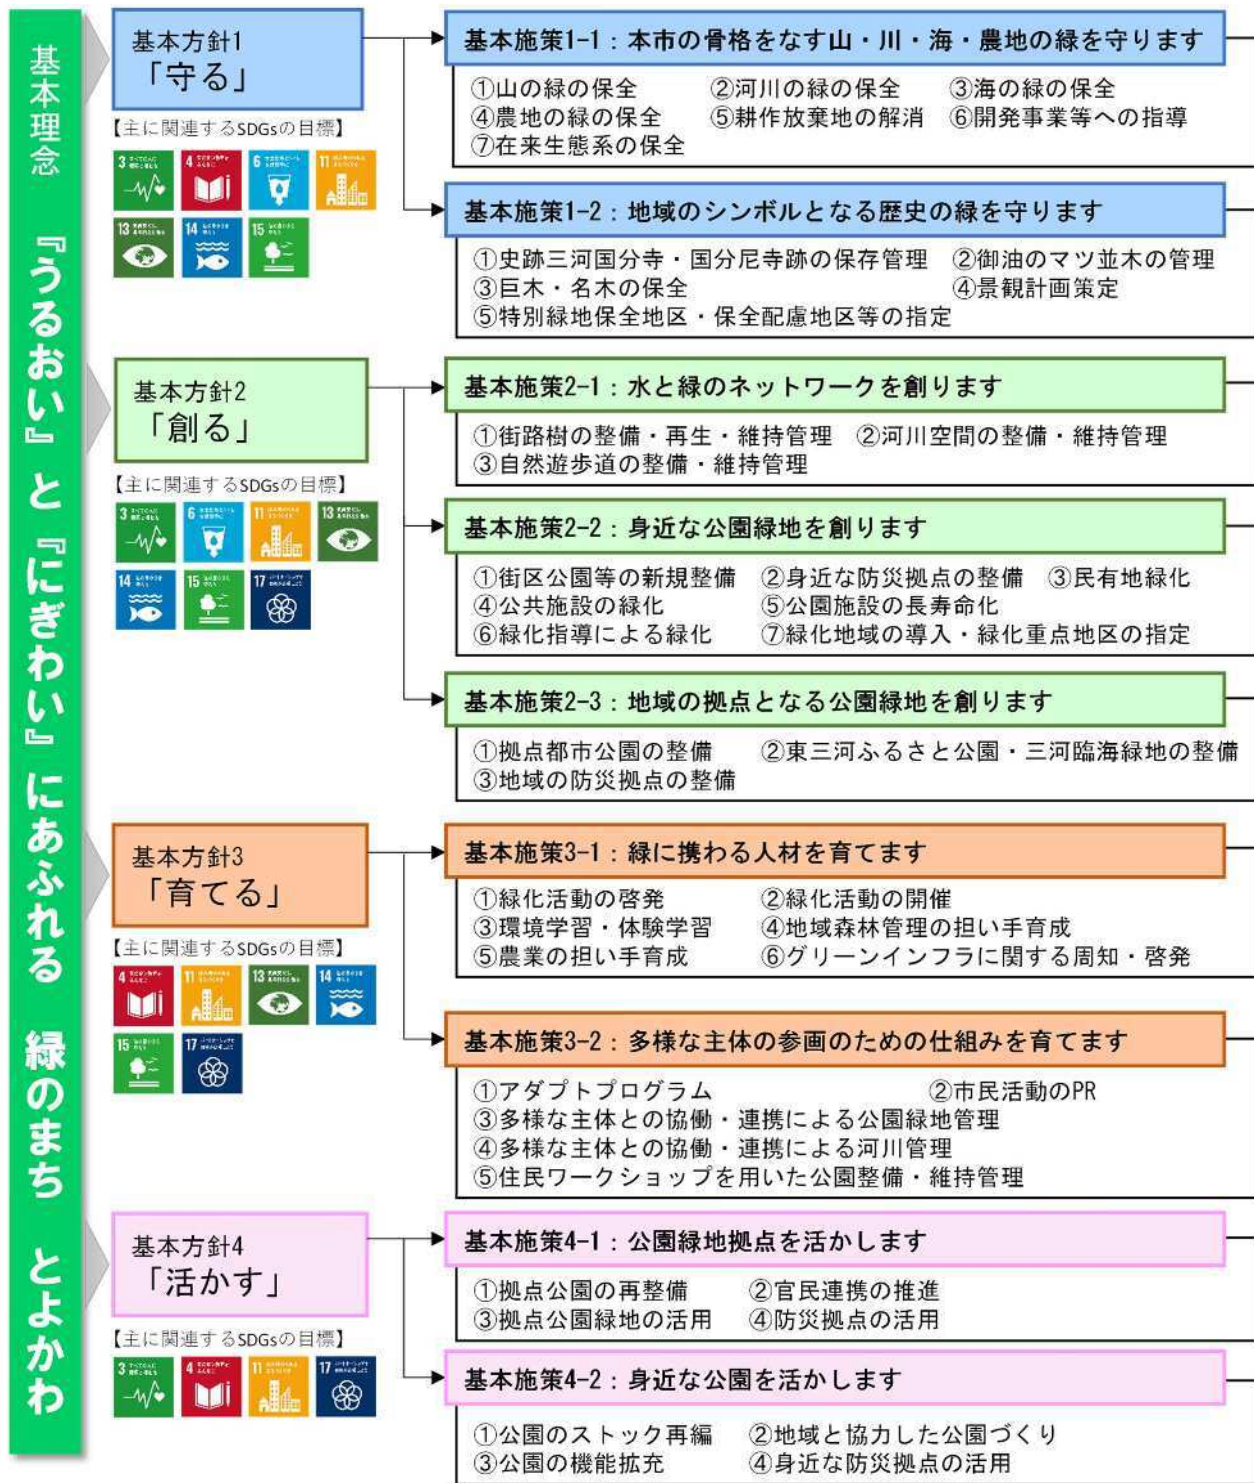 基本理念 『うるおい』と『にぎわい』にあふれる 緑のまち とよかわ
基本方針1
「守る」
【主に関連するSDGsの目標】
3
4
6
11
13
14
15
基本施策1-1：本市の骨格をなす山・川・海・農地の緑を守ります
①山の緑の保全 ②河川の緑の保全 ③海の緑の保全
④農地の緑の保全 ⑤耕作放棄地の解消 ⑥開発事業等への指導
⑦在来生態系の保全
基本施策1-2：地域のシンボルとなる歴史の緑を守ります
①史跡三河国分寺・国分尼寺跡の保存管理 ②御油のマツ並木の管理
③巨木・名木の保全 ④景観計画策定
⑤特別緑地保全地区・保全配慮地区等の指定
基本方針2
「創る」
【主に関連するSDGsの目標】
3
6
11
13
14
15
17
基本施策2-1：水と緑のネットワークを創ります
①街路樹の整備・再生・維持管理 ②河川空間の整備・維持管理
③自然遊歩道の整備・維持管理
基本施策2-2：身近な公園緑地を創ります
①街区公園等の新規整備 ②身近な防災拠点の整備 ③民有地緑化
④公共施設の緑化 ⑤公園施設の長寿命化
⑥緑化指導による緑化 ⑦緑化地域の導入・緑化重点地区の指定
基本施策2-3：地域の拠点となる公園緑地を創ります
①拠点都市公園の整備 ②東三河ふるさと公園・三河臨海緑地の整備
③地域の防災拠点の整備
基本方針3
「育てる」
【主に関連するSDGsの目標】
4
11
13
14
15
17
基本施策3-1：緑に携わる人材を育てます
①緑化活動の啓発 ②緑化活動の開催
③環境学習・体験学習 ④地域森林管理の担い手育成
⑤農業の担い手育成 ⑥グリーンインフラに関する周知・啓発
基本施策3-2：多様な主体の参画のための仕組みを育てます
①アダプトプログラム ②市民活動のPR
③多様な主体との協働・連携による公園緑地管理
④多様な主体との協働・連携による河川管理
⑤住民ワークショップを用いた公園整備・維持管理
基本方針4
「活かす」
【主に関連するSDGsの目標】
3
4
11
17
基本施策4-1：公園緑地拠点を活かします
①拠点公園の再整備 ②官民連携の推進
③拠点公園緑地の活用 ④防災拠点の活用
基本施策4-2：身近な公園を活かします
①公園のストック再編 ②地域と協力した公園づくり
③公園の機能拡充 ④身近な防災拠点の活用